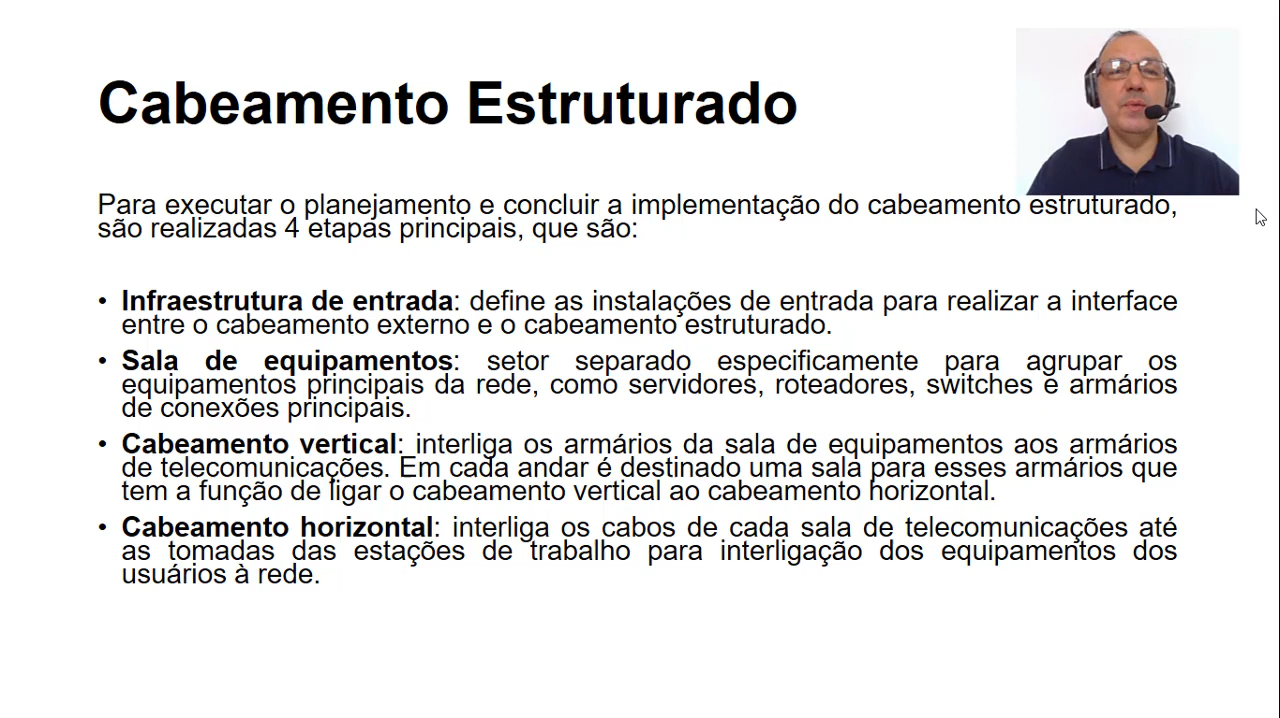 Cabeamento Estruturado
Para executar o planejamento e concluir a implementação do cabeamento estruturado,
são realizadas 4 etapas principais, que são:
• Infraestrutura de entrada: define as instalações de entrada para realizar a interface
entre o cabeamento externo e o cabeamento estruturado.
• Sala de equipamentos: setor separado especificamente para agrupar os
equipamentos principais da rede, como servidores, roteadores, switches e armários
de conexões principais.
• Cabeamento vertical: interliga os armários da sala de equipamentos aos armários
de telecomunicações. Em cada andar é destinado uma sala para esses armários que
tem a função de ligar o cabeamento vertical ao cabeamento horizontal.
• Cabeamento horizontal: interliga os cabos de cada sala de telecomunicações até
as tomadas das estações de trabalho para interligação dos equipamentos dos
usuários à rede.